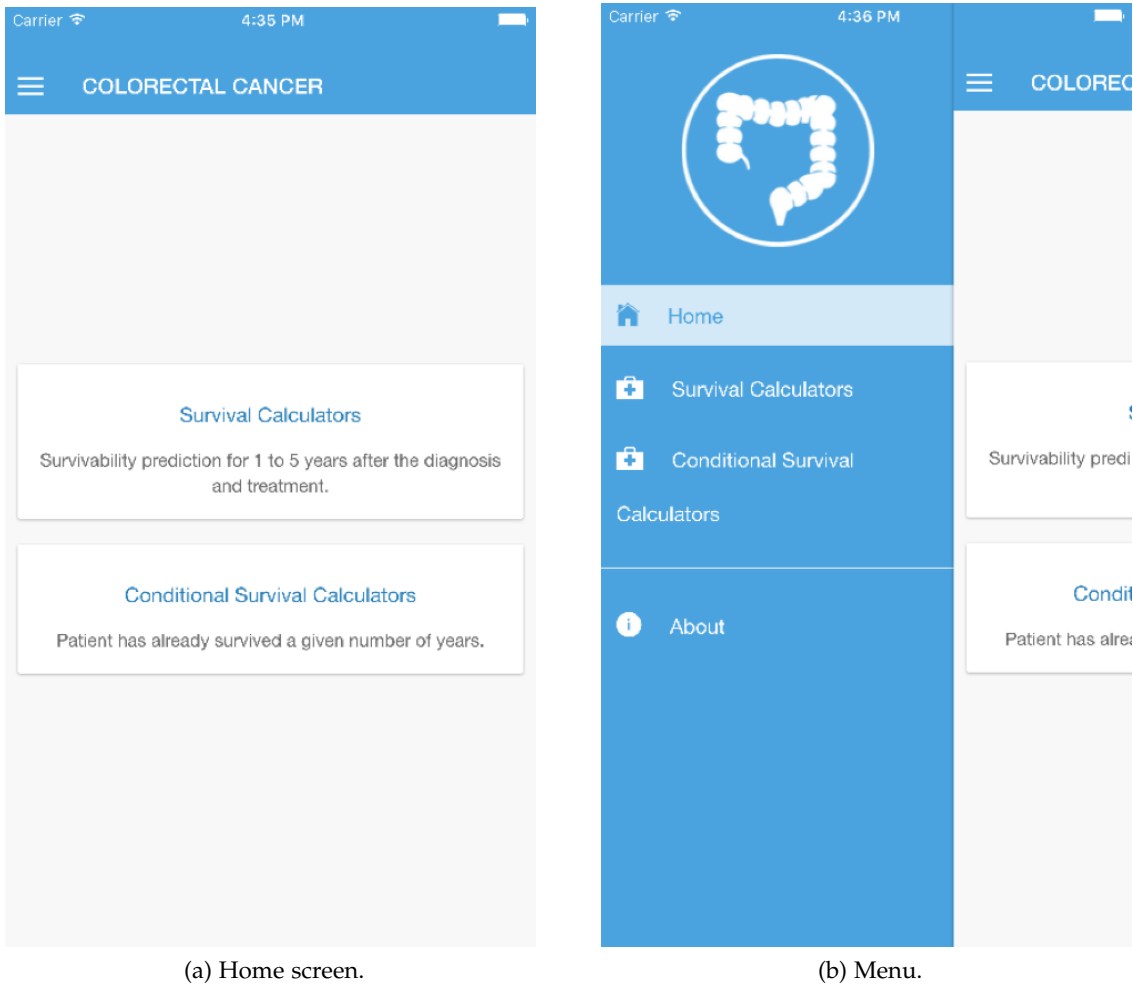 Carrier 4:35 PM
COLORECTAL CANCER
Survival Calculators
Survivability prediction for 1 to 5 years after the diagnosis
and treatment.
Conditional Survival Calculators
Patient has already survived a given number of years.
(a) Home screen.
Carrier 4:36 PM
COLOREC
Home
Survival Calculators
Conditional Survival
Calculators
About
S
Survivability predi
Condit
Patient has alrea
(b) Menu.